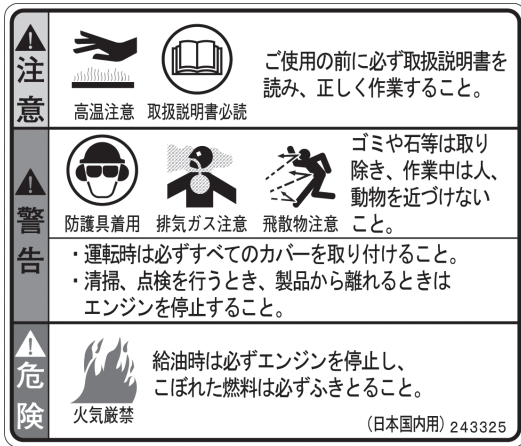 注意
高温注意
取扱説明書必読
ご使用の前に必ず取扱説明書を
読み、正しく作業すること。
警告
防護具着用
排気ガス注意
飛散物注意
ゴミや石等は取り
除き、作業中は人、
動物を近づけない
こと。
・運転時は必ずすべてのカバーを取り付けること。
・清掃、点検を行うとき、製品から離れるときは
エンジンを停止すること。
危険
火気厳禁
給油時は必ずエンジンを停止し、
こぼれた燃料は必ずふきとること。
(日本国内用) 243325